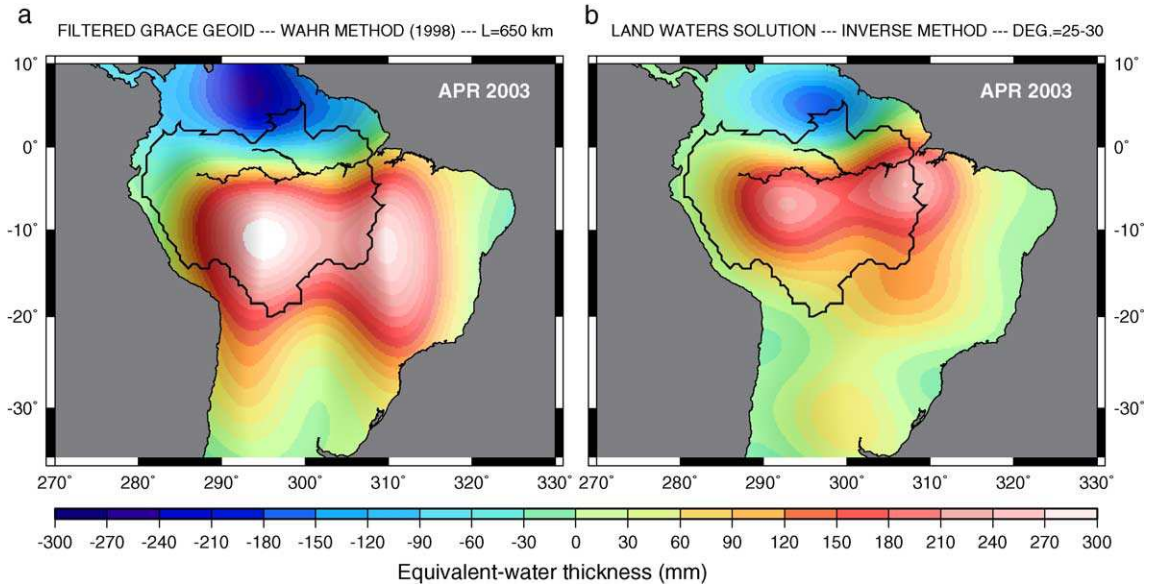 a
FILTERED GRACE GEOID --- WAHR METHOD (1998) --- L=650 km
b
LAND WATERS SOLUTION --- INVERSE METHOD --- DEG.=25-30
10˚
0˚
-10˚
-20˚
-30˚
APR 2003
270˚ 280˚ 290˚ 300˚ 310˚ 320˚ 330˚
APR 2003
10˚
0˚
-10˚
-20˚
-30˚
270˚ 280˚ 290˚ 300˚ 310˚ 320˚ 330˚
-300 -270 -240 -210 -180 -150 -120 -90 -60 -30 0 30 60 90 120 150 180 210 240 270 300
Equivalent-water thickness (mm)